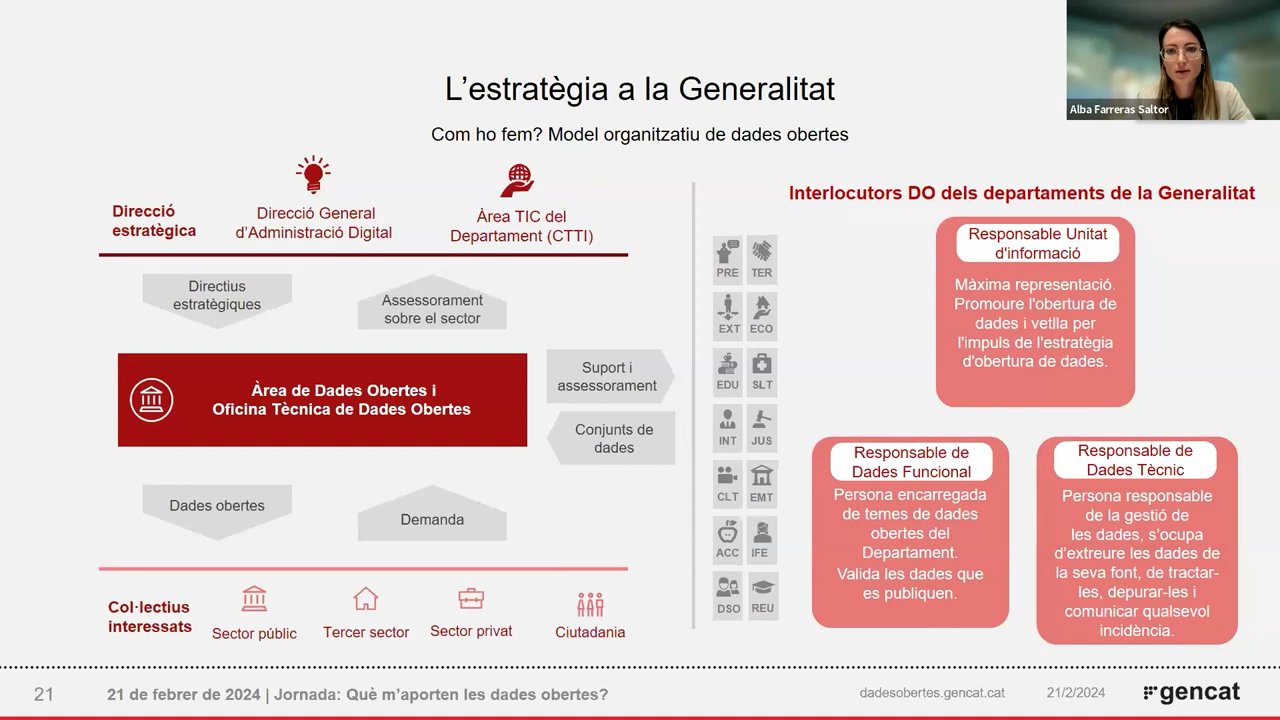 L'estratègia a la Generalitat
Com ho fem? Model organitzatiu de dades obertes
Alba Farreras Saltor
Direcció
estratègica
Direcció General
d'Administració Digital
Àrea TIC del
Departament (CTTI)
Directius
estratègiques
Assessorament
sobre el sector
Àrea de Dades Obertes i
Oficina Tècnica de Dades Obertes
Suport i
assessorament
Conjunts de
dades
Dades obertes
Demanda
Col·lectius
interessats
Sector públic
Tercer sector
Sector privat
Ciutadania
PRE
TER
EXT
ECO
EDU
SLT
INT
JUS
CLT
EMT
ACC
IFE
DSO
REU
Interlocutors DO dels departaments de la Generalitat
Responsable Unitat
d'informació
Màxima representació.
Promoure l'obertura de
dades i vetlla per
l'impuls de l'estratègia
d'obertura de dades.
Responsable de
Dades Funcional
Persona encarregada
de temes de dades
obertes del
Departament.
Valida les dades que
es publiquen.
Responsable de
Dades Tècnic
Persona responsable
de la gestió de
les dades, s'ocupa
d'extreure les dades de
la seva font, de tractar-
les, depurar-les i
comunicar qualsevol
incidència.
21
21 de febrer de 2024 | Jornada: Què m'aporten les dades obertes?
dadesobertes.gencat.cat
21/2/2024
gencat